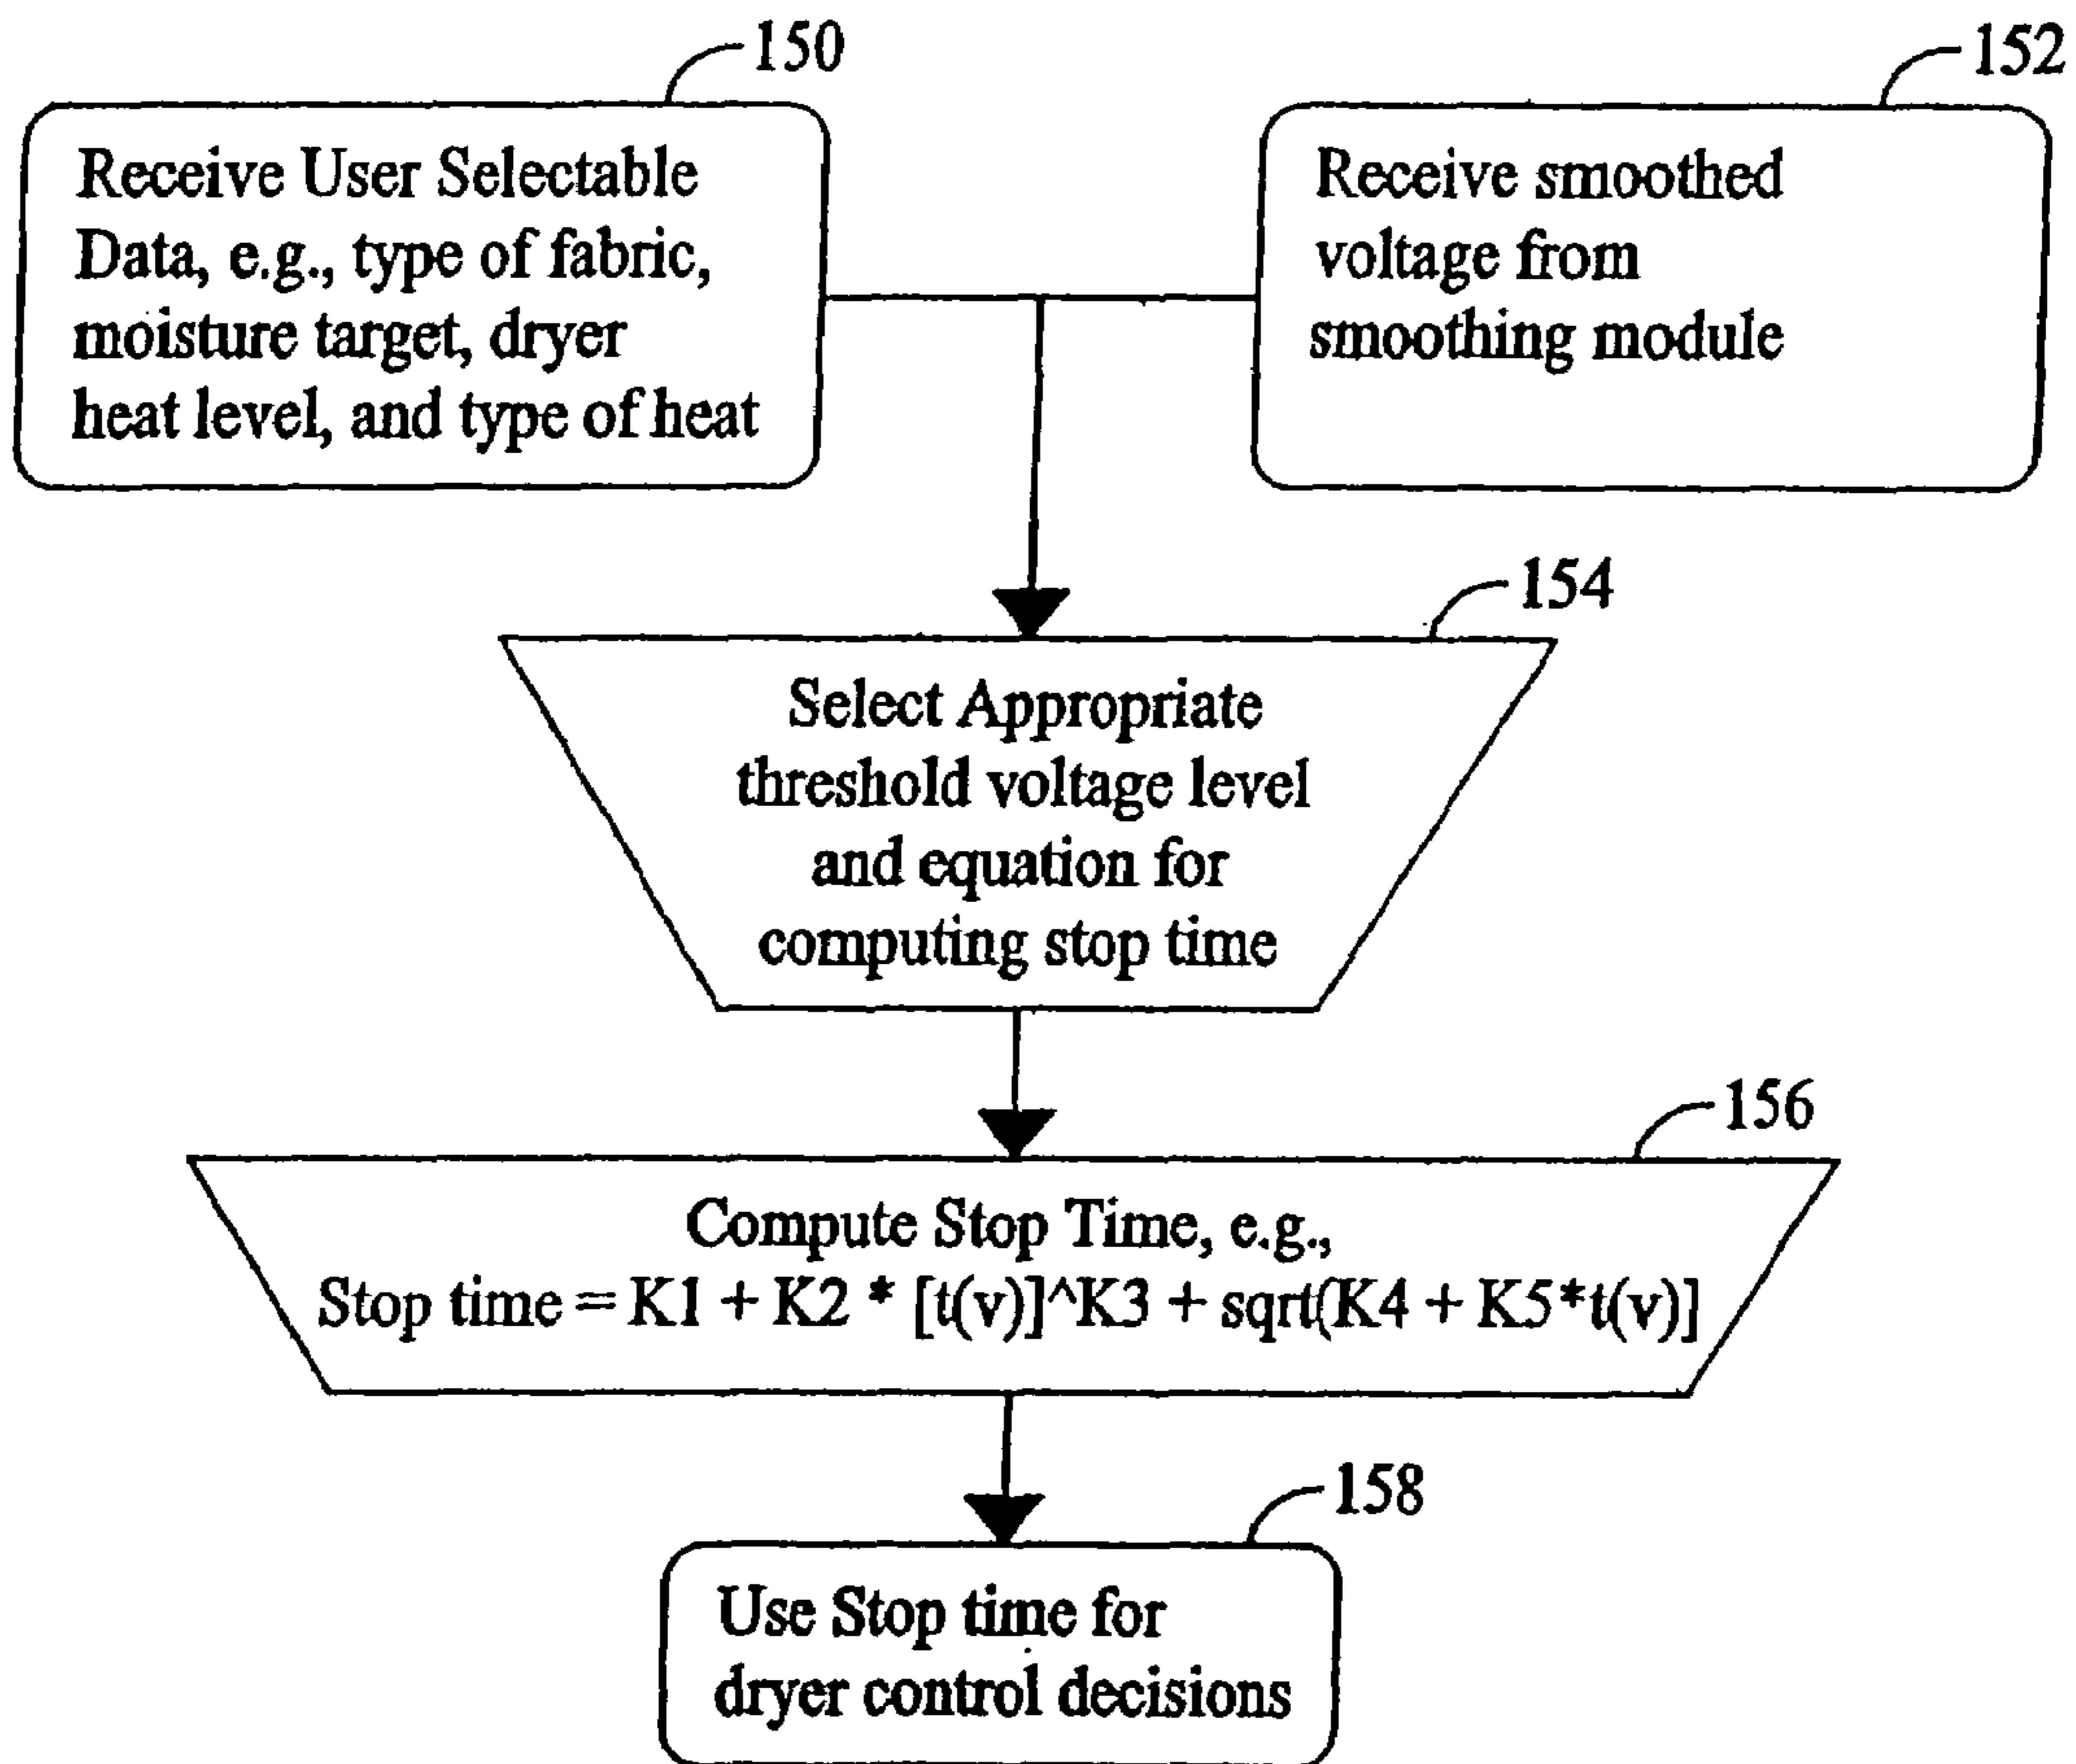 150
Receive User Selectable
Data, e.g., type of fabric,
moisture target, dryer
heat level, and type of heat
152
Receive smoothed
voltage from
smoothing module
154
Select Appropriate
threshold voltage level
and equation for
computing stop time
156
Compute Stop Time, e.g.,
Stop time = K1 + K2 * [t(v)]^K3 + sqrt(K4 + K5*t(v)]
158
Use Stop time for
dryer control decisions